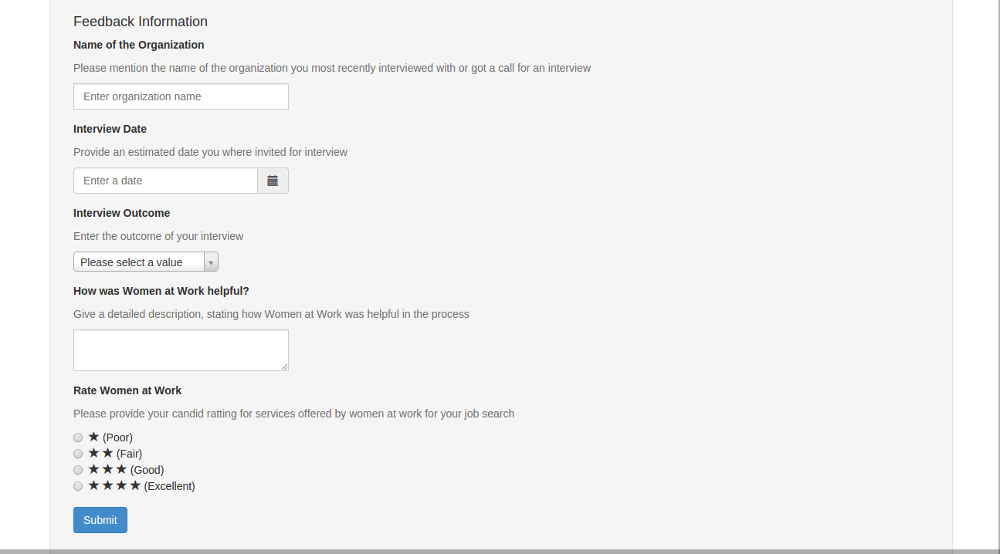 Feedback Information
Name of the Organization
Please mention the name of the organization you most recently interviewed with or got a call for an interview
Enter organization name
Interview Date
Provide an estimated date you where invited for interview
Enter a date
Interview Outcome
Enter the outcome of your interview
Please select a value
How was Women at Work helpful?
Give a detailed description, stating how Women at Work was helpful in the process
Rate Women at Work
Please provide your candid ratting for services offered by women at work for your job search
★ (Poor)
★ ★ (Fair)
★ ★ ★ (Good)
★ ★ ★ ★ (Excellent)
Submit